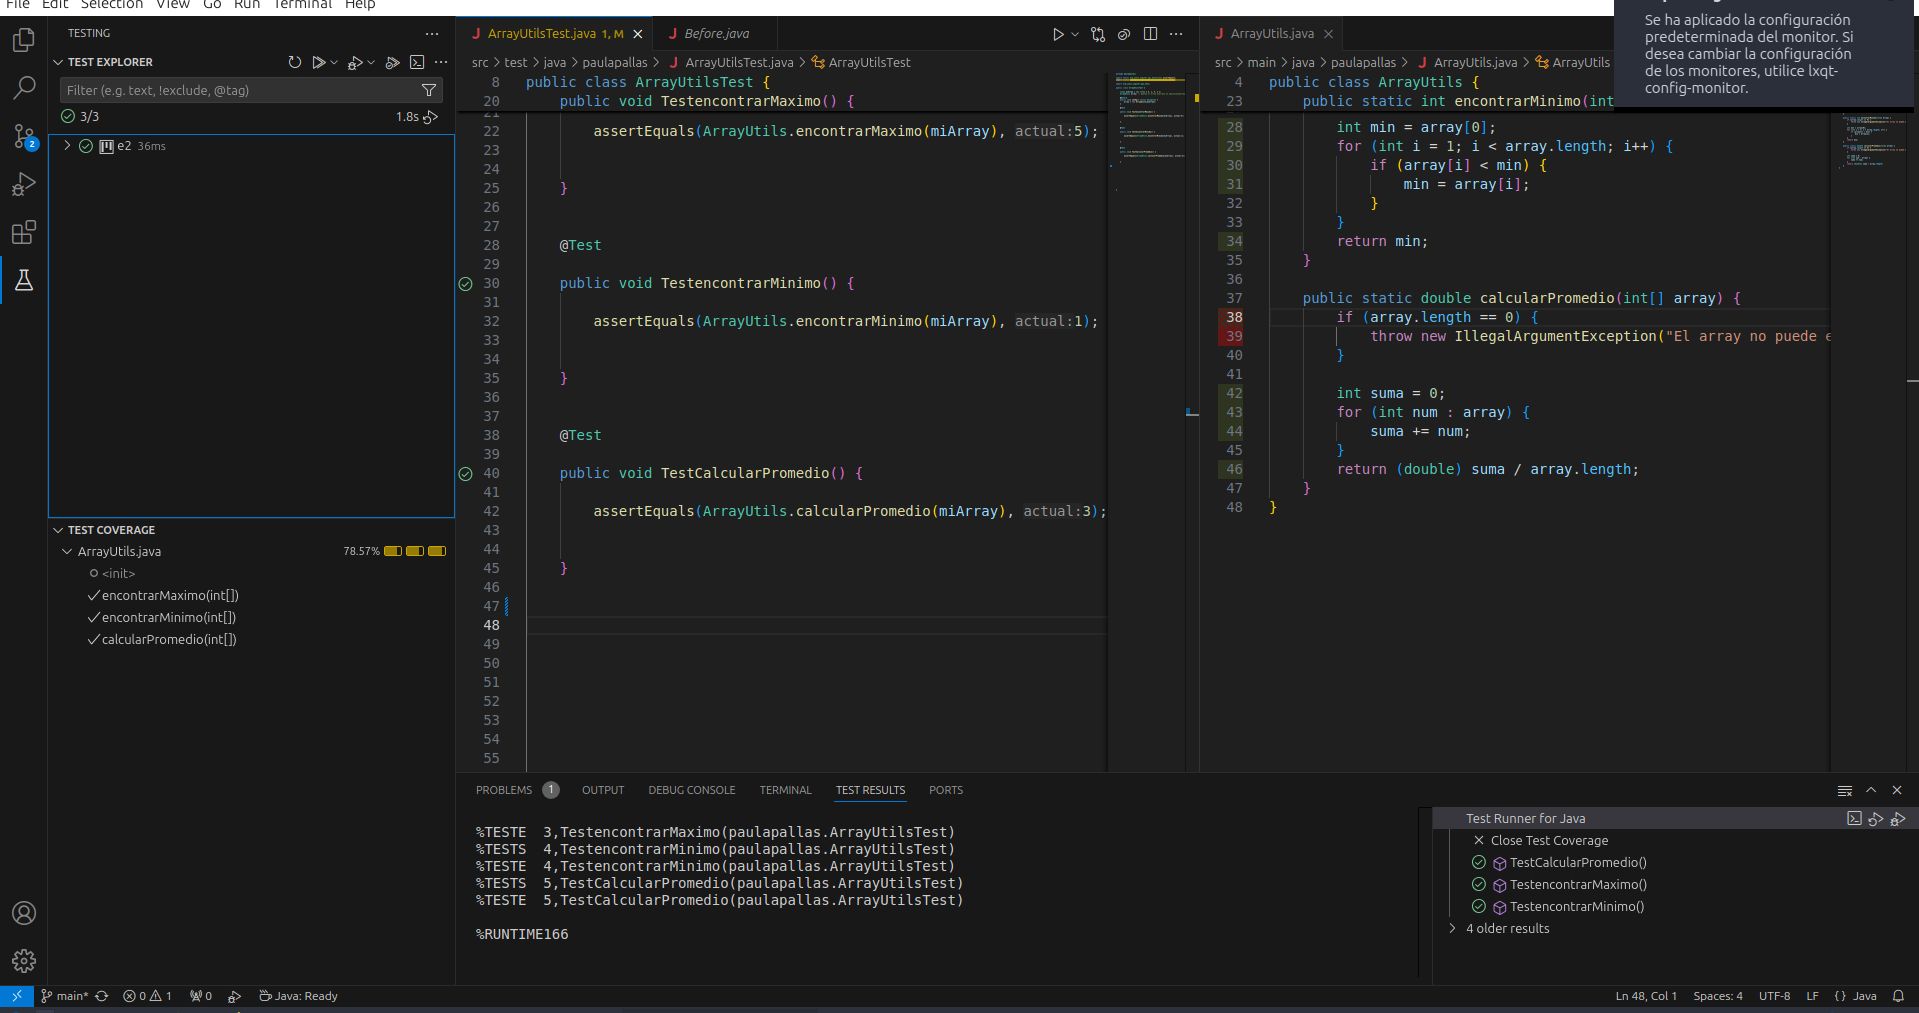 File Edit Selection View Go Run Terminal Help
Se ha aplicado la configuración
predeterminada del monitor. Si
desea cambiar la configuración
de los monitores, utilice lxqt-
config-monitor.
TESTING
TEST EXPLORER
Filter (e.g. text, !exclude, @tag)
3/3 1.8s
e2 36ms
TEST COVERAGE
ArrayUtils.java 78.57%
<init>
encontrarMaximo(int[])
encontrarMinimo(int[])
calcularPromedio(int[])
2
ArrayUtilsTest.java 1, M Before.java
src > test > java > paulapallas > ArrayUtilsTest.java > ArrayUtilsTest
8 public class ArrayUtilsTest {
20 public void TestencontrarMaximo() {
21
22 assertEquals(ArrayUtils.encontrarMaximo(miArray), actual:5);
23
24
25 }
26
27
28 @Test
29
30 public void TestencontrarMinimo() {
31
32 assertEquals(ArrayUtils.encontrarMinimo(miArray), actual:1);
33
34
35 }
36
37
38 @Test
39
40 public void TestCalcularPromedio() {
41
42 assertEquals(ArrayUtils.calcularPromedio(miArray), actual:3);
43
44
45 }
46
47
48
49
50
51
52
53
54
55
ArrayUtils.java
src > main > java > paulapallas > ArrayUtils.java > ArrayUtils
4 public class ArrayUtils {
23 public static int encontrarMinimo(int
28 int min = array[0];
29 for (int i = 1; i < array.length; i++) {
30 if (array[i] < min) {
31 min = array[i];
32 }
33 }
34 return min;
35 }
36
37 public static double calcularPromedio(int[] array) {
38 if (array.length == 0) {
39 throw new IllegalArgumentException("El array no puede e
40 }
41
42 int suma = 0;
43 for (int num : array) {
44 suma += num;
45 }
46 return (double) suma / array.length;
47 }
48 }
PROBLEMS 1 OUTPUT DEBUG CONSOLE TERMINAL TEST RESULTS PORTS
%TESTE 3,TestencontrarMaximo(paulapallas.ArrayUtilsTest)
%TESTS 4,TestencontrarMinimo(paulapallas.ArrayUtilsTest)
%TESTE 4,TestencontrarMinimo(paulapallas.ArrayUtilsTest)
%TESTS 5,TestCalcularPromedio(paulapallas.ArrayUtilsTest)
%TESTE 5,TestCalcularPromedio(paulapallas.ArrayUtilsTest)
%RUNTIME166
Test Runner for Java
Close Test Coverage
TestCalcularPromedio()
TestencontrarMaximo()
TestencontrarMinimo()
4 older results
main* 0 1 0 Java: Ready Ln 48, Col 1 Spaces: 4 UTF-8 LF {} Java